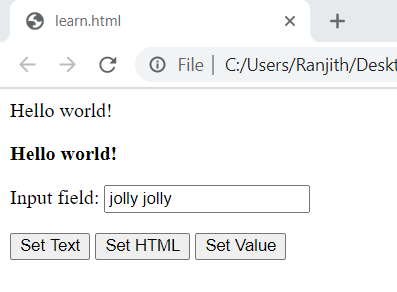 learn.html
File | C:/Users/Ranjith/Deskt
Hello world!
Hello world!
Input field: jolly jolly
Set Text Set HTML Set Value